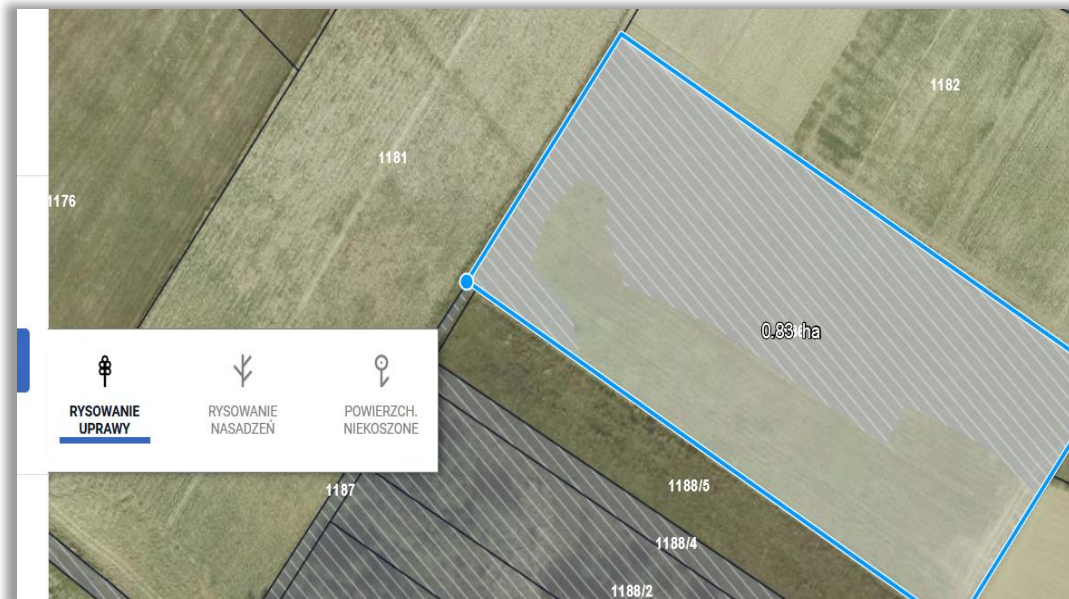 1182
1181
1176
0.83 ha
RYSOWANIE
UPRAWY
RYSOWANIE
NASADZEŃ
POWIERZCH.
NIEKOSZONE
1187
1188/5
1188/4
1188/2